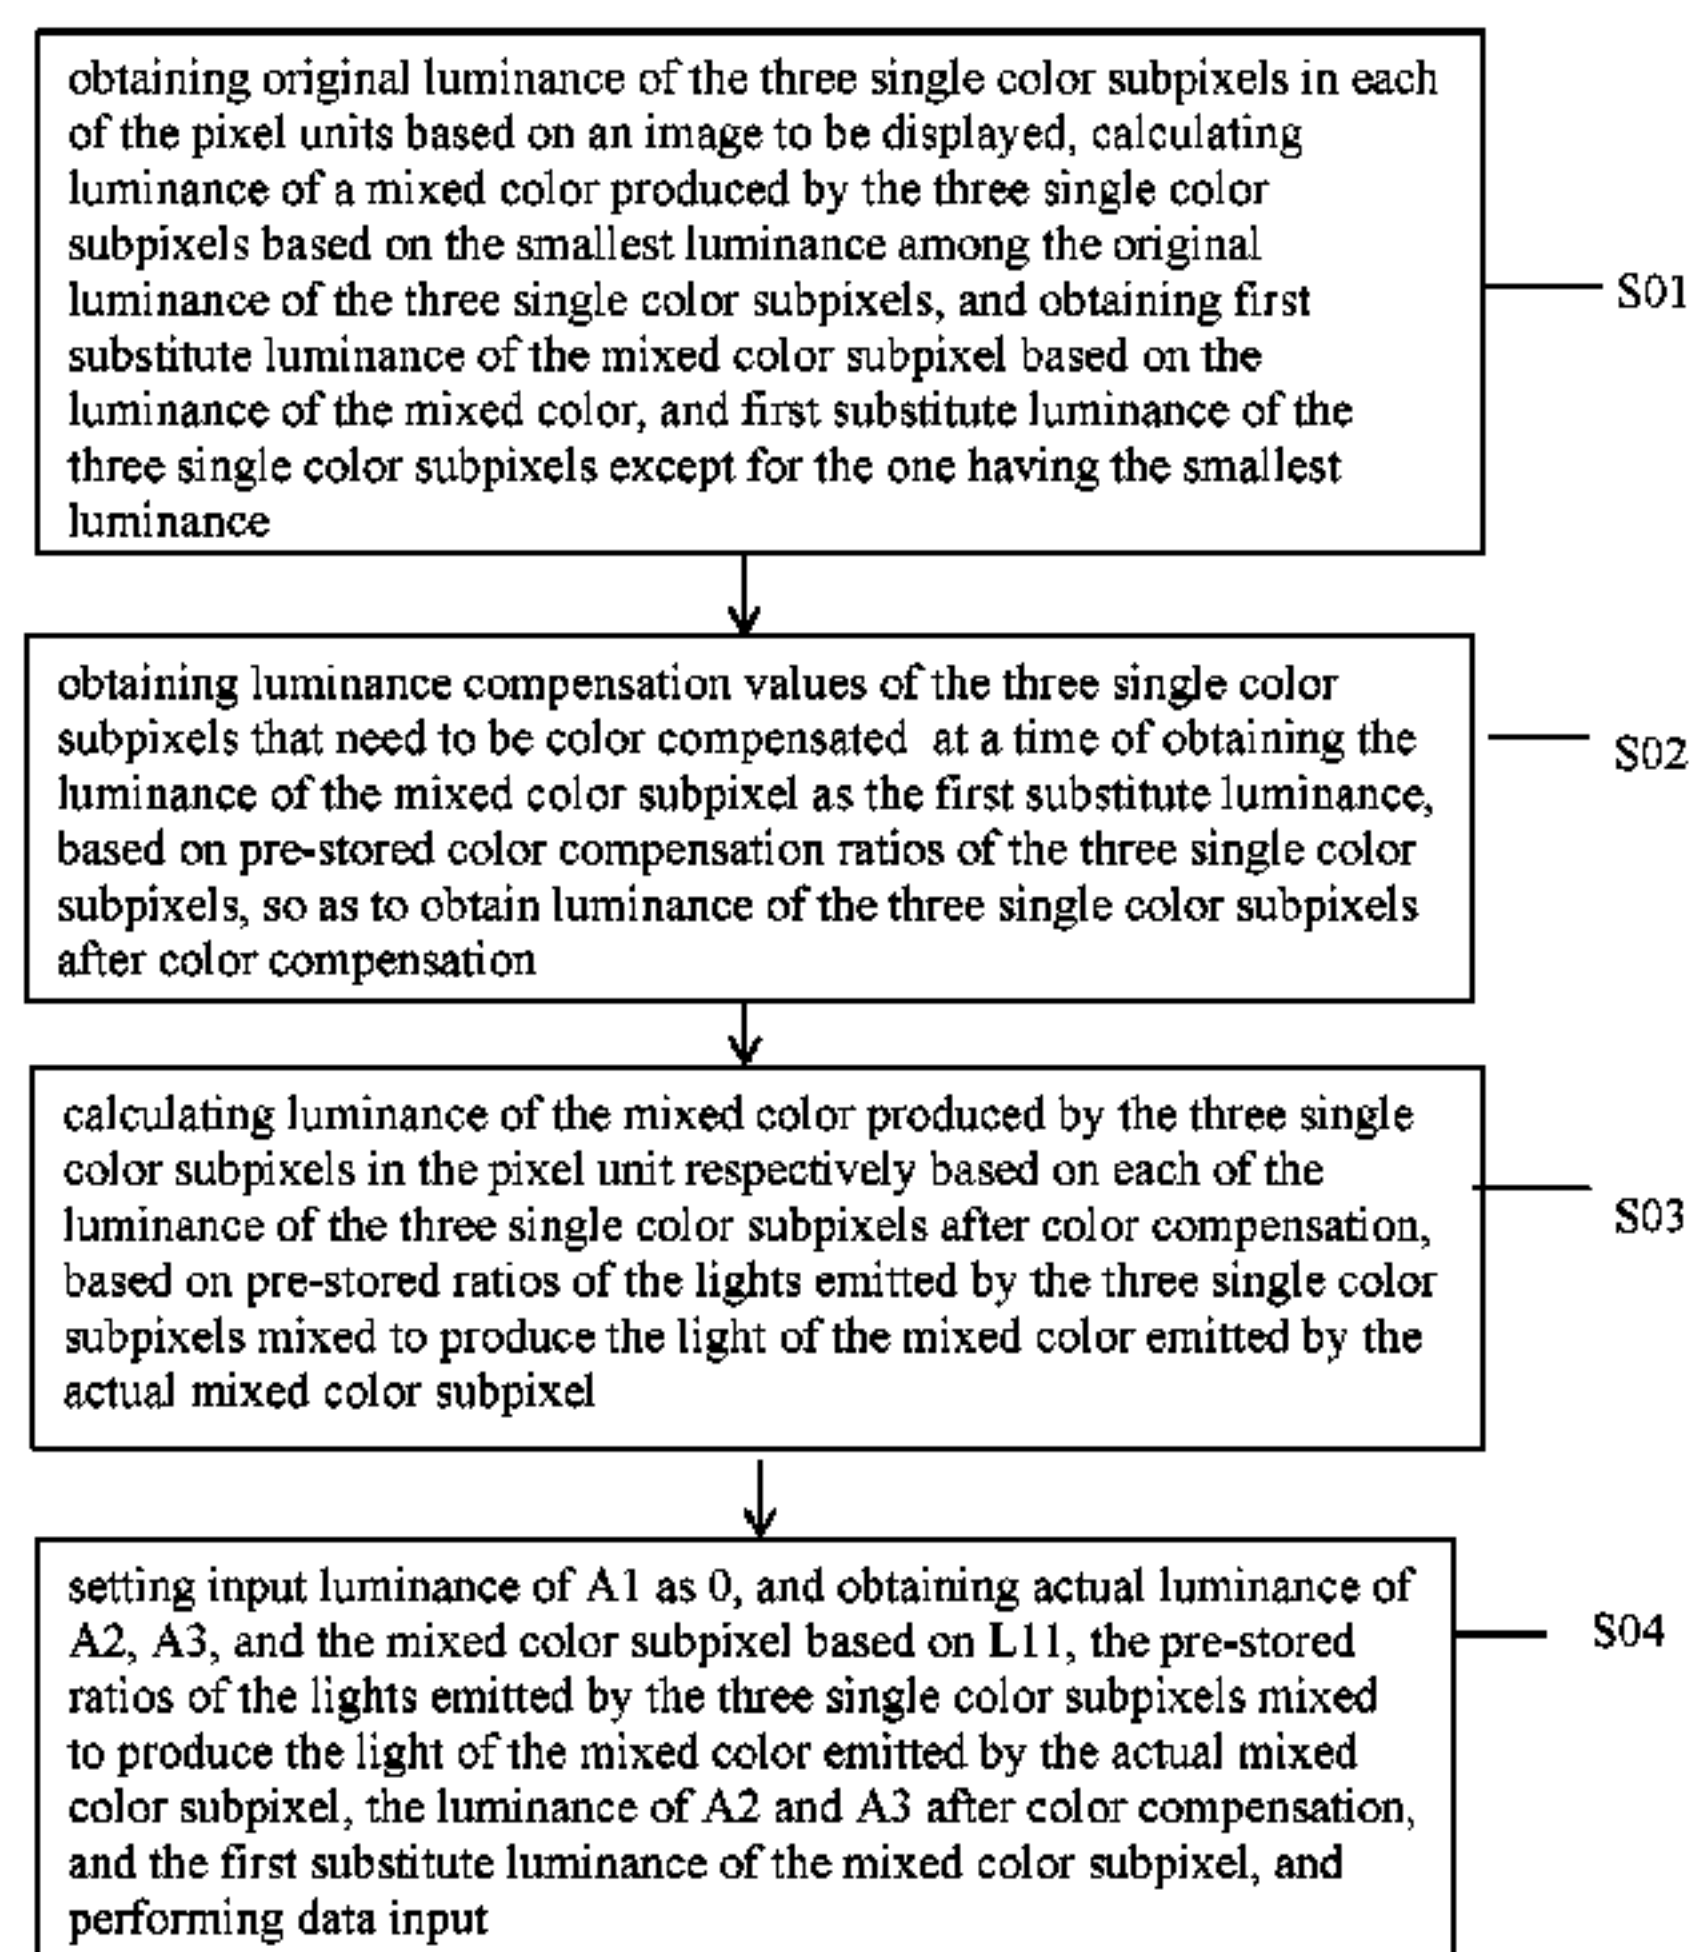 obtaining original luminance of the three single color subpixels in each
of the pixel units based on an image to be displayed, calculating
luminance of a mixed color produced by the three single color
subpixels based on the smallest luminance among the original
luminance of the three single color subpixels, and obtaining first
substitute luminance of the mixed color subpixel based on the
luminance of the mixed color, and first substitute luminance of the
three single color subpixels except for the one having the smallest
luminance
S01
obtaining luminance compensation values of the three single color
subpixels that need to be color compensated at a time of obtaining the
luminance of the mixed color subpixel as the first substitute luminance,
based on pre-stored color compensation ratios of the three single color
subpixels, so as to obtain luminance of the three single color subpixels
after color compensation
S02
calculating luminance of the mixed color produced by the three single
color subpixels in the pixel unit respectively based on each of the
luminance of the three single color subpixels after color compensation,
based on pre-stored ratios of the lights emitted by the three single color
subpixels mixed to produce the light of the mixed color emitted by the
actual mixed color subpixel
S03
setting input luminance of A1 as 0, and obtaining actual luminance of
A2, A3, and the mixed color subpixel based on L11, the pre-stored
ratios of the lights emitted by the three single color subpixels mixed
to produce the light of the mixed color emitted by the actual mixed
color subpixel, the luminance of A2 and A3 after color compensation,
and the first substitute luminance of the mixed color subpixel, and
performing data input
S04